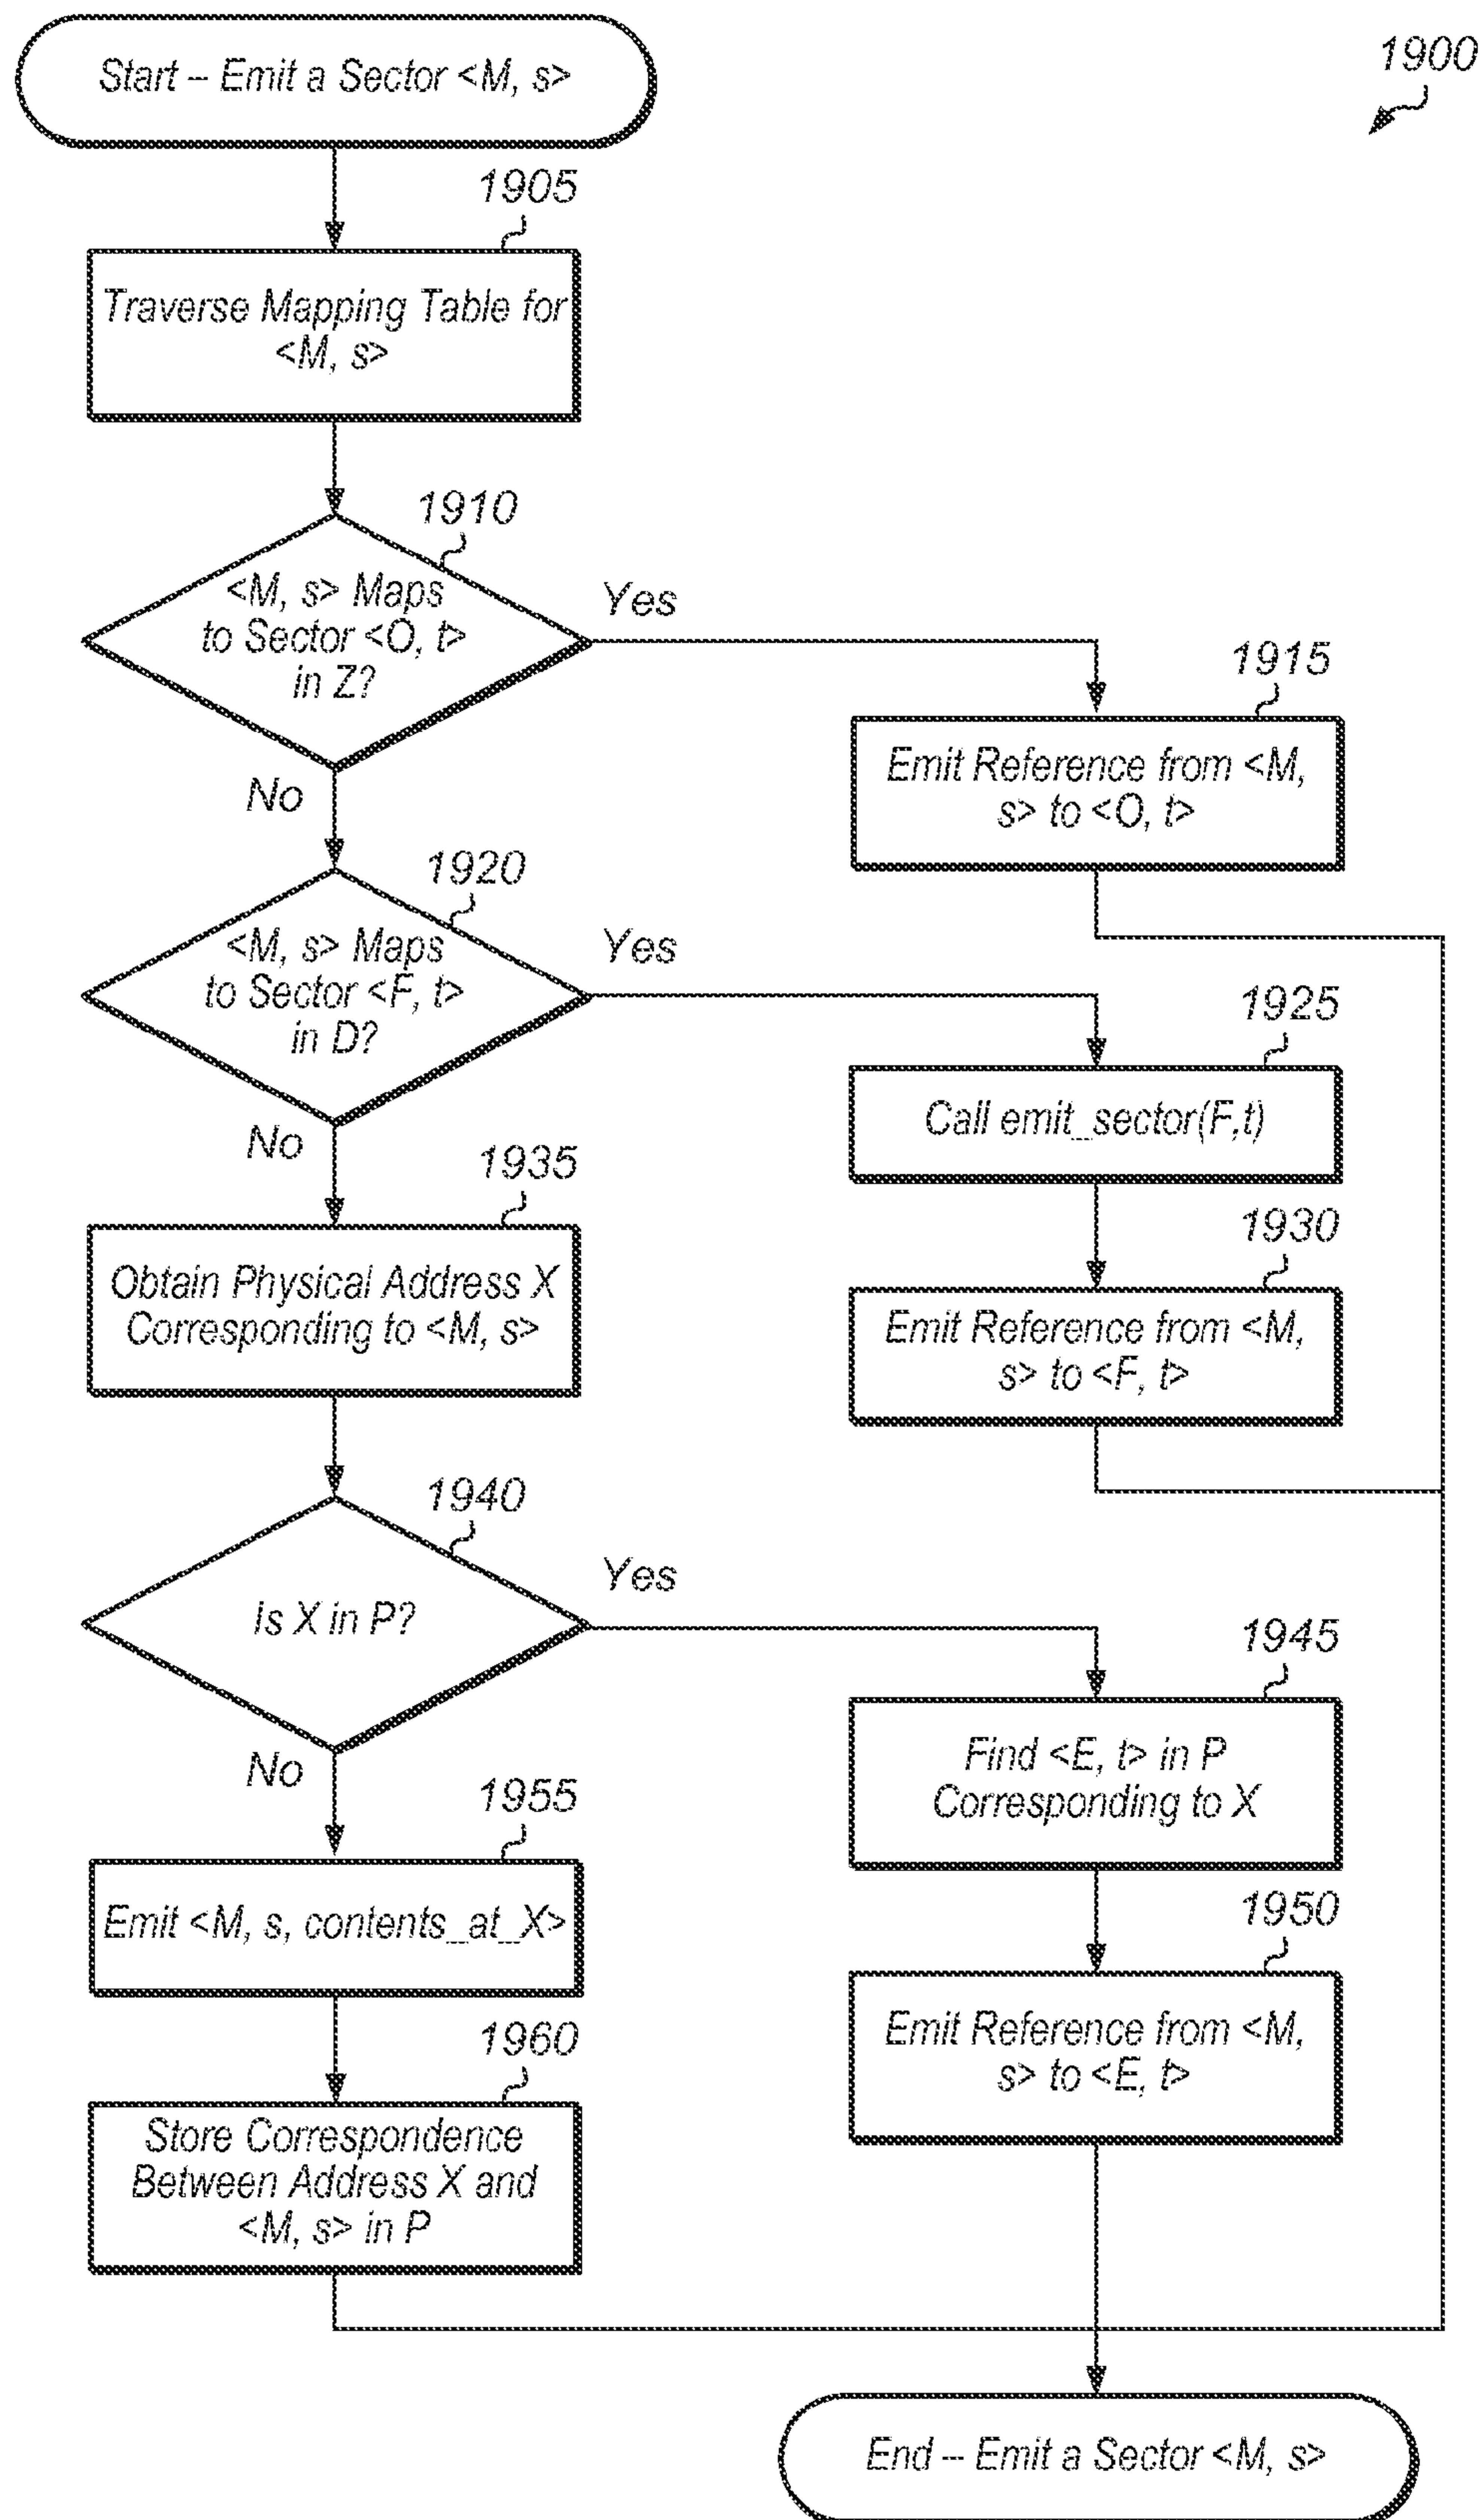 Start -- Emit a Sector <M, s>
1900
1905
Traverse Mapping Table for
<M, s>
1910
<M, s> Maps
to Sector <O, t>
in Z?
Yes
No
1915
Emit Reference from <M,
s> to <O, t>
1920
<M, s> Maps
to Sector <F, t>
in D?
Yes
No
1925
Call emit_sector(F,t)
1930
Emit Reference from <M,
s> to <F, t>
1935
Obtain Physical Address X
Corresponding to <M, s>
1940
Is X in P?
Yes
No
1945
Find <E, t> in P
Corresponding to X
1950
Emit Reference from <M,
s> to <E, t>
1955
Emit <M, s, contents_at_X>
1960
Store Correspondence
Between Address X and
<M, s> in P
End -- Emit a Sector <M, s>